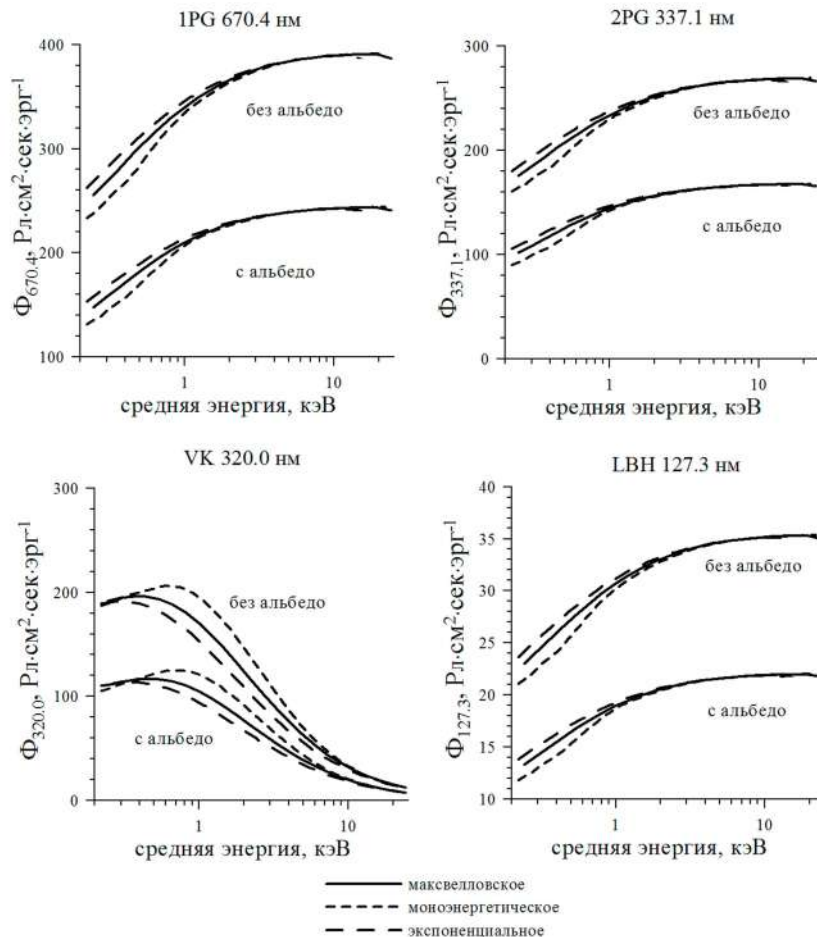 1PG 670.4 нм
400
300
200
100
Φ670.4, Рл·см²·сек·эрг⁻¹
без альбедо
с альбедо
1
10
средняя энергия, кэВ
2PG 337.1 нм
300
200
100
0
Φ337.1, Рл·см²·сек·эрг⁻¹
без альбедо
с альбедо
1
10
средняя энергия, кэВ
VK 320.0 нм
300
200
100
0
Φ320.0, Рл·см²·сек·эрг⁻¹
без альбедо
с альбедо
1
10
средняя энергия, кэВ
LBH 127.3 нм
40
35
30
25
20
15
10
Φ127.3, Рл·см²·сек·эрг⁻¹
без альбедо
с альбедо
1
10
средняя энергия, кэВ
максвелловское
моноэнергетическое
экспоненциальное